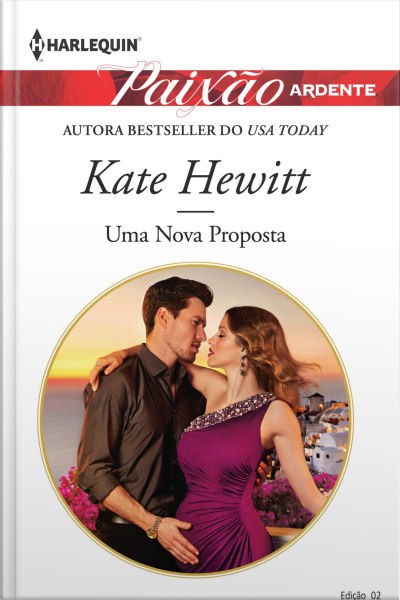 HARLEQUIN®
Paixão ARDENTE
AUTORA BESTSELLER DO USA TODAY
Kate Hewitt
Uma Nova Proposta
Edição 02